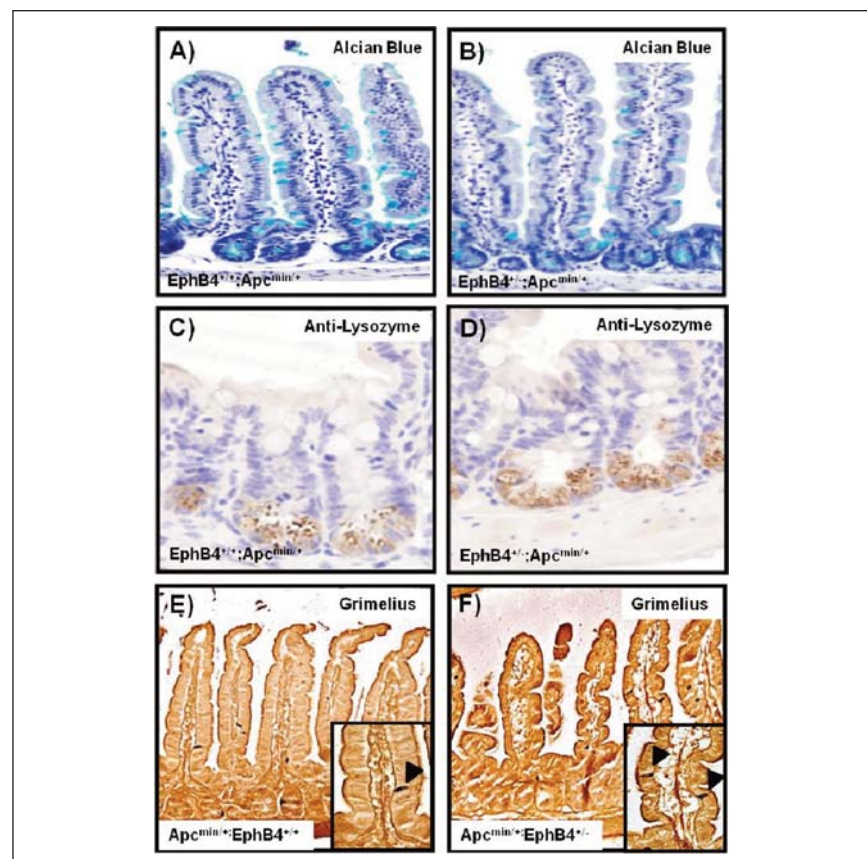 A) Alcian Blue
EphB4+/+;Apcmin/+
B) Alcian Blue
EphB4+/-;Apcmin/+
C) Anti-Lysozyme
EphB4+/+;Apcmin/+
D) Anti-Lysozyme
EphB4+/-;Apcmin/+
E) Grimelius
Apcmin/+;EphB4+/+
F) Grimelius
Apcmin/+;EphB4+/-